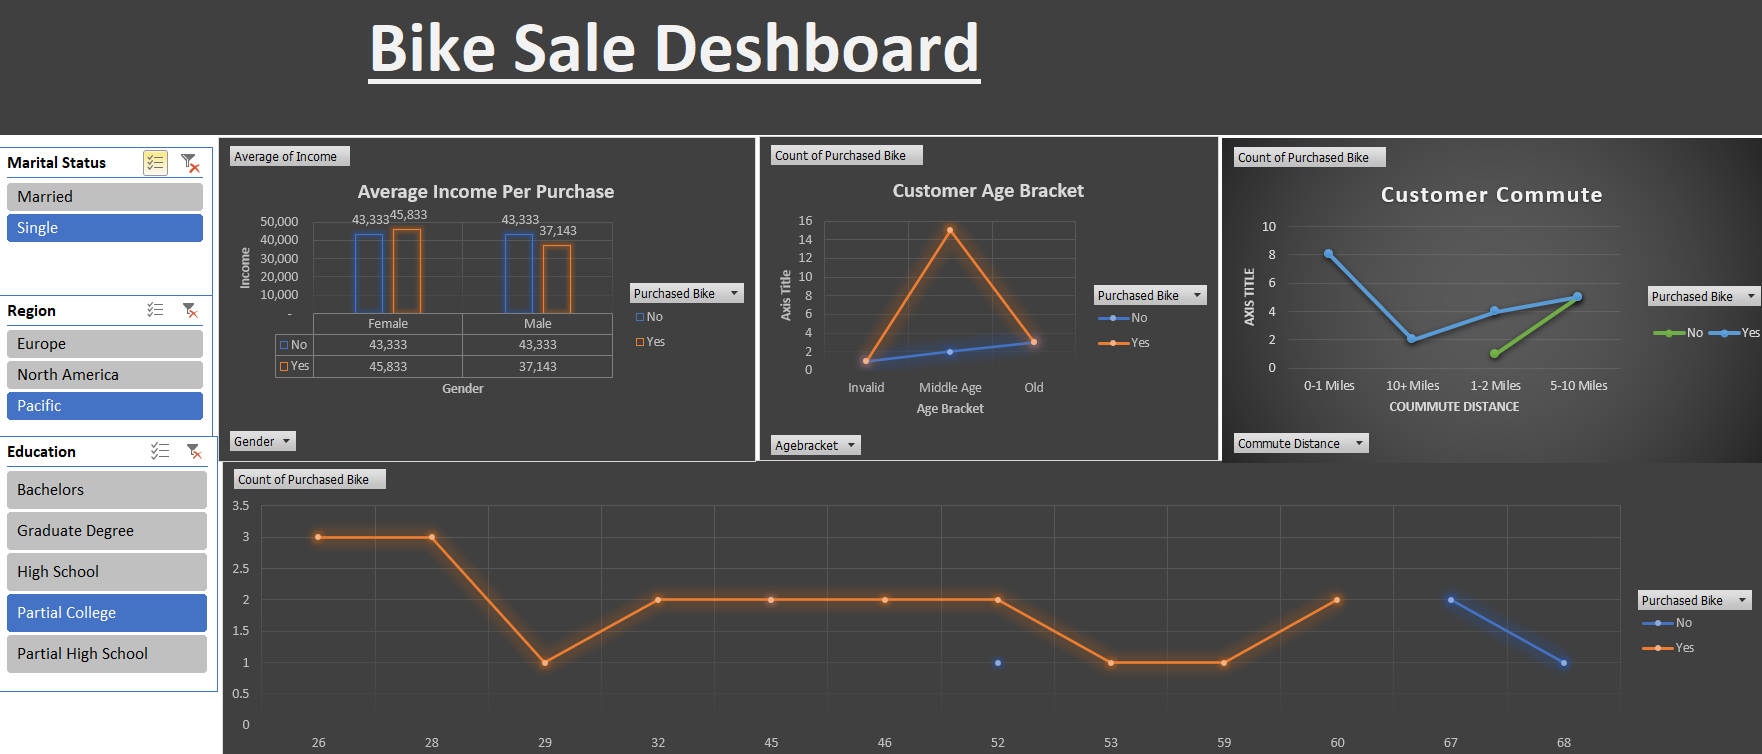 Bike Sale Deshboard
Marital Status
Married
Single
Region
Europe
North America
Pacific
Education
Bachelors
Graduate Degree
High School
Partial College
Partial High School
Average of Income
Average Income Per Purchase
Income
50,000
40,000
30,000
20,000
10,000
-
43,333
45,833
43,333
37,143
Female Male
No 43,333 43,333
Yes 45,833 37,143
Gender
Purchased Bike
No
Yes
Gender
Count of Purchased Bike
Customer Age Bracket
Axis Title
16
14
12
10
8
6
4
2
0
Invalid Middle Age Old
Age Bracket
Purchased Bike
No
Yes
Agebracket
Count of Purchased Bike
Customer Commute
AXIS TITLE
10
8
6
4
2
0
0-1 Miles 10+ Miles 1-2 Miles 5-10 Miles
COUMMUTE DISTANCE
Purchased Bike
No Yes
Commute Distance
Count of Purchased Bike
3.5
3
2.5
2
1.5
1
0.5
0
26 28 29 32 45 46 52 53 59 60 67 68
Purchased Bike
No
Yes